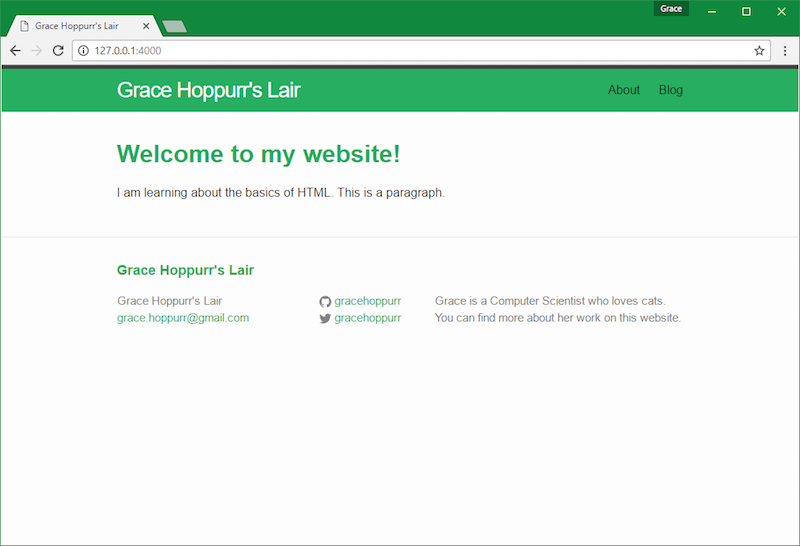 Grace
Grace Hoppurr's Lair
127.0.0.1:4000
Grace Hoppurr's Lair About Blog
Welcome to my website!
I am learning about the basics of HTML. This is a paragraph.
Grace Hoppurr's Lair
Grace Hoppurr's Lair gracehoppurr Grace is a Computer Scientist who loves cats.
grace.hoppurr@gmail.com gracehoppurr You can find more about her work on this website.